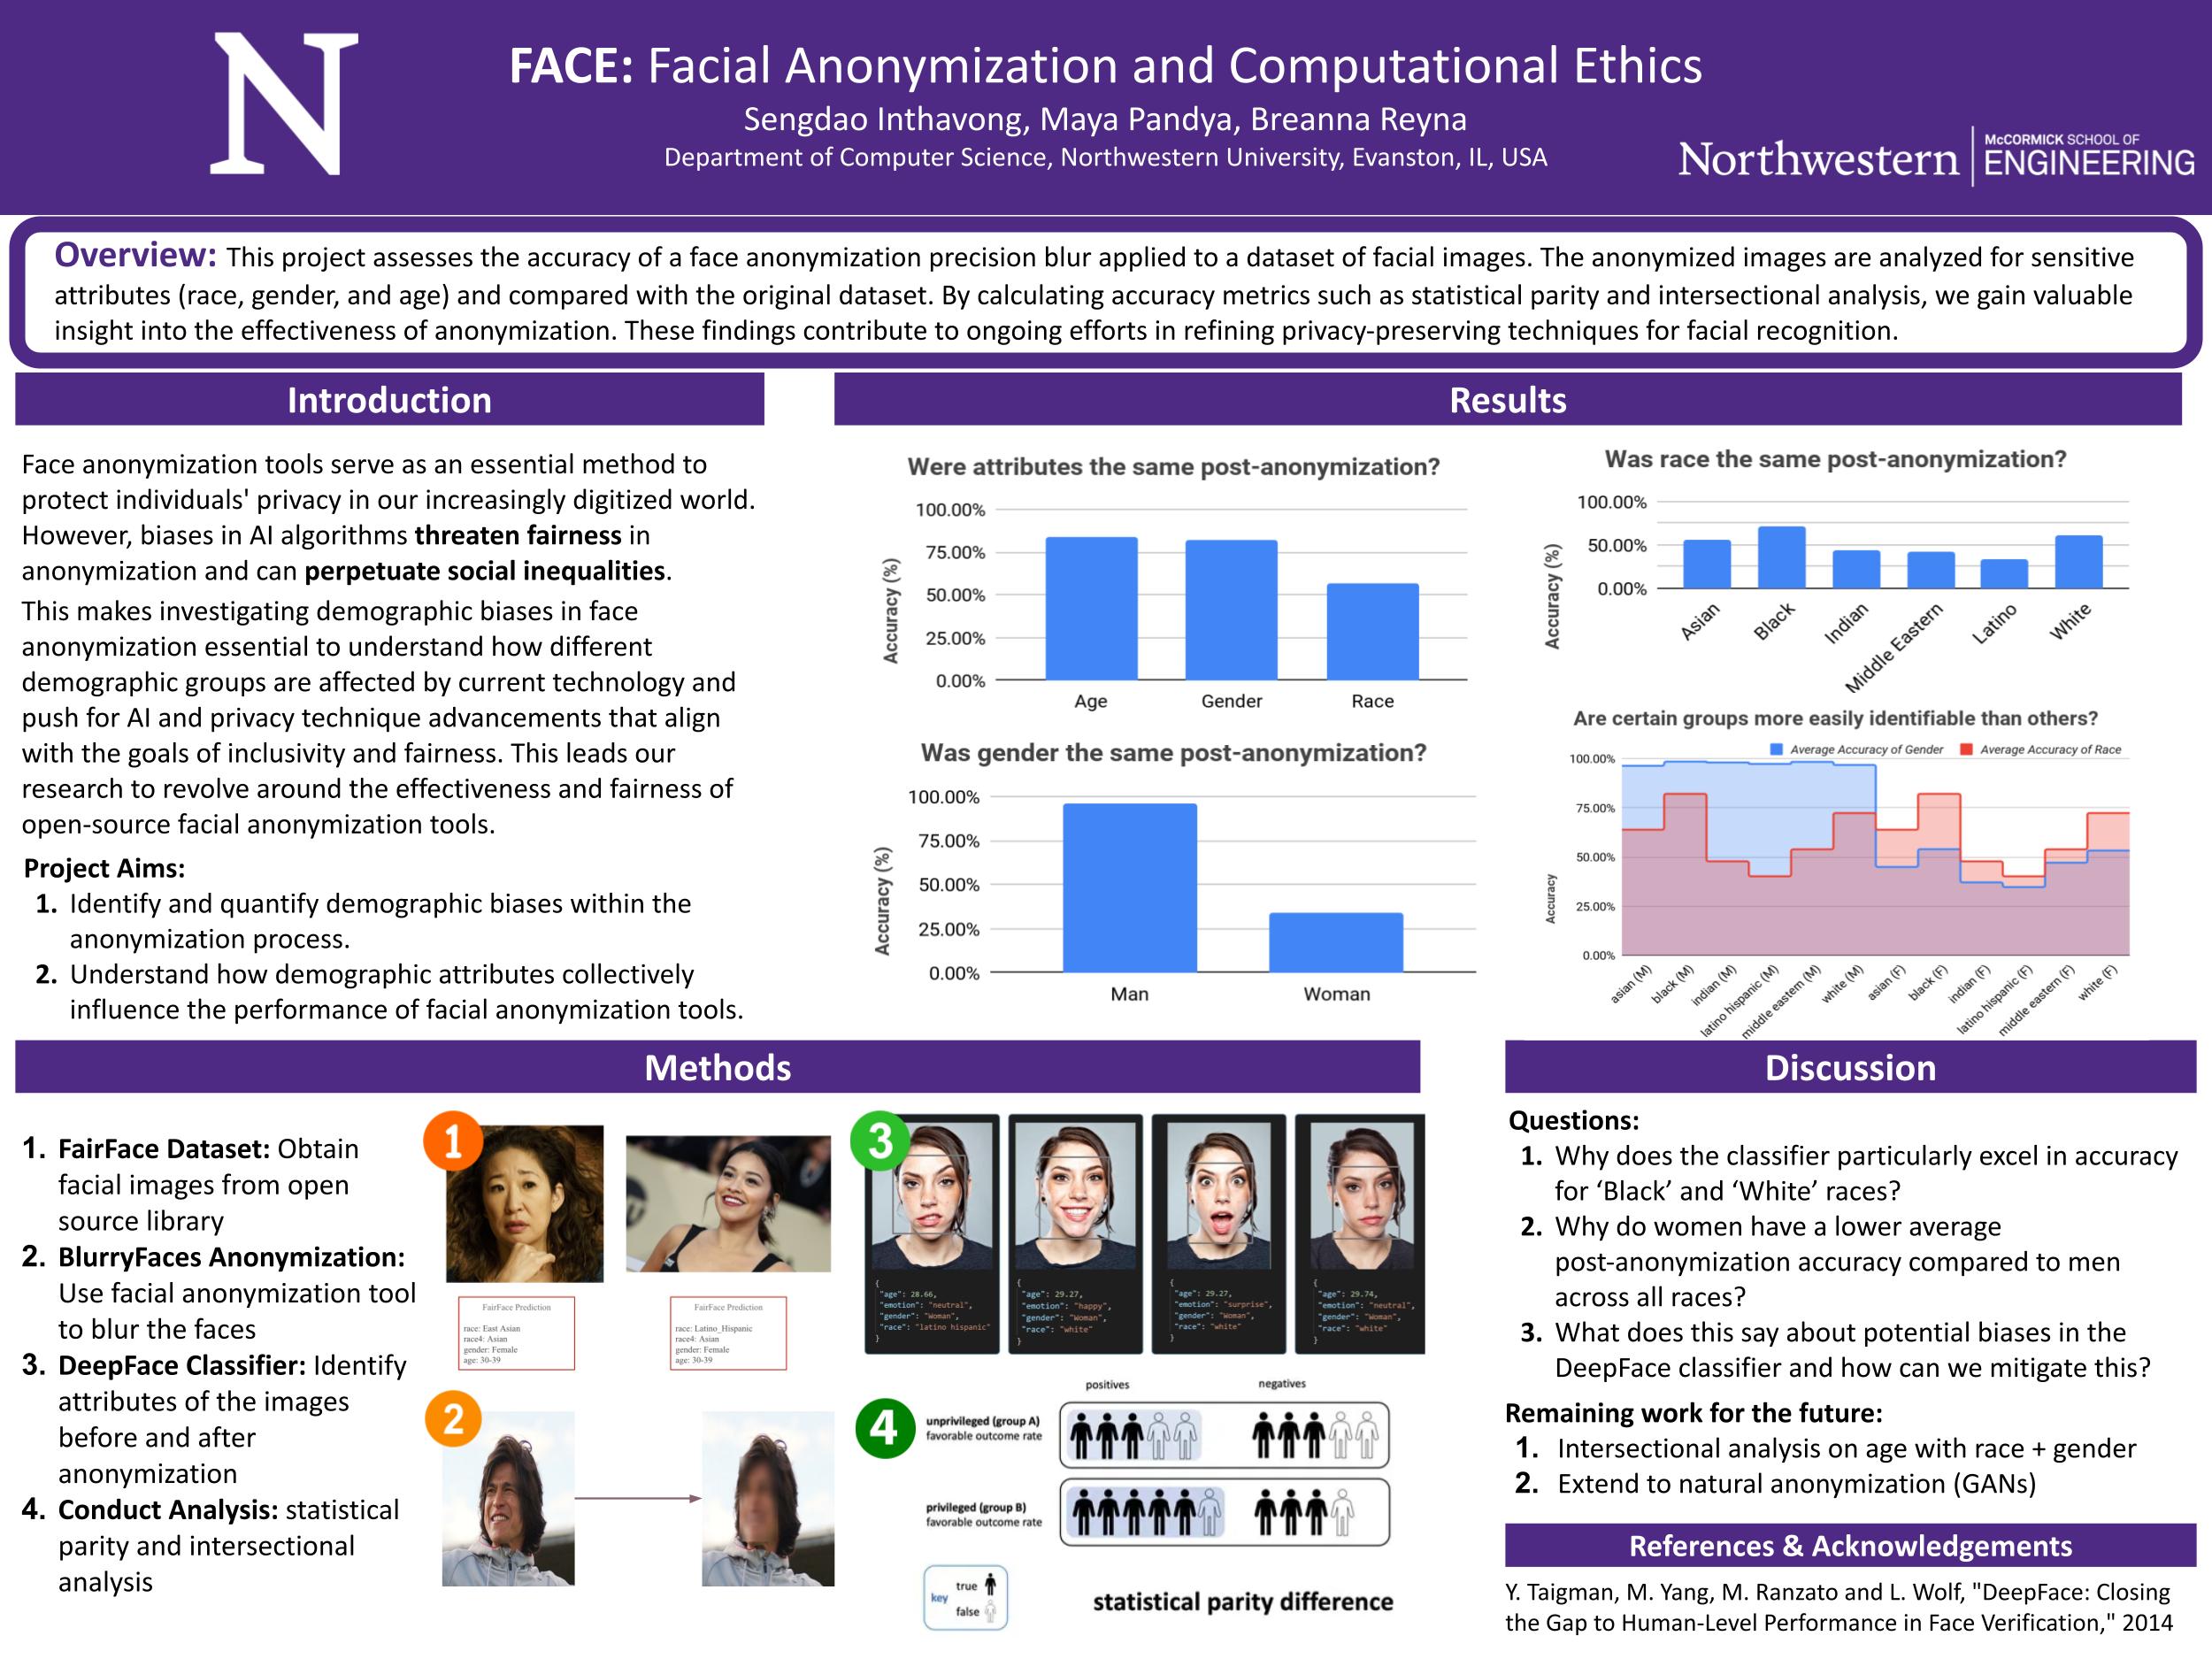 N
FACE: Facial Anonymization and Computational Ethics
Sengdao Inthavong, Maya Pandya, Breanna Reyna
Department of Computer Science, Northwestern University, Evanston, IL, USA
Northwestern | McCORMICK SCHOOL OF
ENGINEERING
Overview: This project assesses the accuracy of a face anonymization precision blur applied to a dataset of facial images. The anonymized images are analyzed for sensitive
attributes (race, gender, and age) and compared with the original dataset. By calculating accuracy metrics such as statistical parity and intersectional analysis, we gain valuable
insight into the effectiveness of anonymization. These findings contribute to ongoing efforts in refining privacy-preserving techniques for facial recognition.
Introduction
Face anonymization tools serve as an essential method to
protect individuals' privacy in our increasingly digitized world.
However, biases in AI algorithms threaten fairness in
anonymization and can perpetuate social inequalities.
This makes investigating demographic biases in face
anonymization essential to understand how different
demographic groups are affected by current technology and
push for AI and privacy technique advancements that align
with the goals of inclusivity and fairness. This leads our
research to revolve around the effectiveness and fairness of
open-source facial anonymization tools.
Project Aims:
1. Identify and quantify demographic biases within the
anonymization process.
2. Understand how demographic attributes collectively
influence the performance of facial anonymization tools.
Results
Were attributes the same post-anonymization?
Accuracy (%)
100.00%
75.00%
50.00%
25.00%
0.00%
Age Gender Race
Was gender the same post-anonymization?
Accuracy (%)
100.00%
75.00%
50.00%
25.00%
0.00%
Man Woman
Was race the same post-anonymization?
Accuracy (%)
100.00%
50.00%
0.00%
Asian
Black
Indian
Middle Eastern
Latino
White
Are certain groups more easily identifiable than others?
Average Accuracy of Gender Average Accuracy of Race
Accuracy
100.00%
75.00%
50.00%
25.00%
0.00%
asian (M)
black (M)
indian (M)
latino hispanic (M)
middle eastern (M)
white (M)
asian (F)
black (F)
indian (F)
latino hispanic (F)
middle eastern (F)
white (F)
Methods
1. FairFace Dataset: Obtain
facial images from open
source library
2. BlurryFaces Anonymization:
Use facial anonymization tool
to blur the faces
3. DeepFace Classifier: Identify
attributes of the images
before and after
anonymization
4. Conduct Analysis: statistical
parity and intersectional
analysis
1
FairFace Prediction
race: East Asian
race4: Asian
gender: Female
age: 30-39
FairFace Prediction
race: Latino_Hispanic
race4: Asian
gender: Female
age: 30-39
2
3
{
"age": 28.66,
"emotion": "neutral",
"gender": "Woman",
"race": "latino hispanic"
}
{
"age": 29.27,
"emotion": "happy",
"gender": "Woman",
"race": "white"
}
{
"age": 29.27,
"emotion": "surprise",
"gender": "Woman",
"race": "white"
}
{
"age": 29.74,
"emotion": "neutral",
"gender": "Woman",
"race": "white"
}
4
positives negatives
unprivileged (group A)
favorable outcome rate
privileged (group B)
favorable outcome rate
key
true
false
statistical parity difference
Discussion
Questions:
1. Why does the classifier particularly excel in accuracy
for ‘Black’ and ‘White’ races?
2. Why do women have a lower average
post-anonymization accuracy compared to men
across all races?
3. What does this say about potential biases in the
DeepFace classifier and how can we mitigate this?
Remaining work for the future:
1. Intersectional analysis on age with race + gender
2. Extend to natural anonymization (GANs)
References & Acknowledgements
Y. Taigman, M. Yang, M. Ranzato and L. Wolf, "DeepFace: Closing
the Gap to Human-Level Performance in Face Verification," 2014